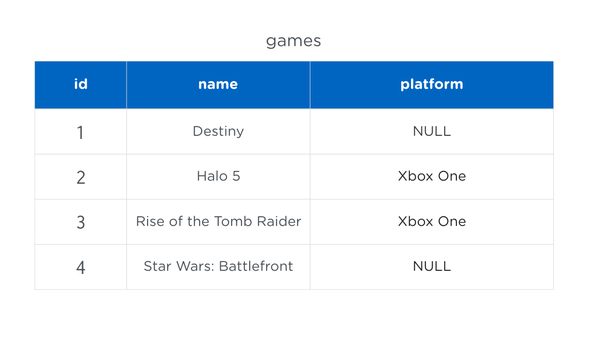 games
id name platform
1 Destiny NULL
2 Halo 5 Xbox One
3 Rise of the Tomb Raider Xbox One
4 Star Wars: Battlefront NULL